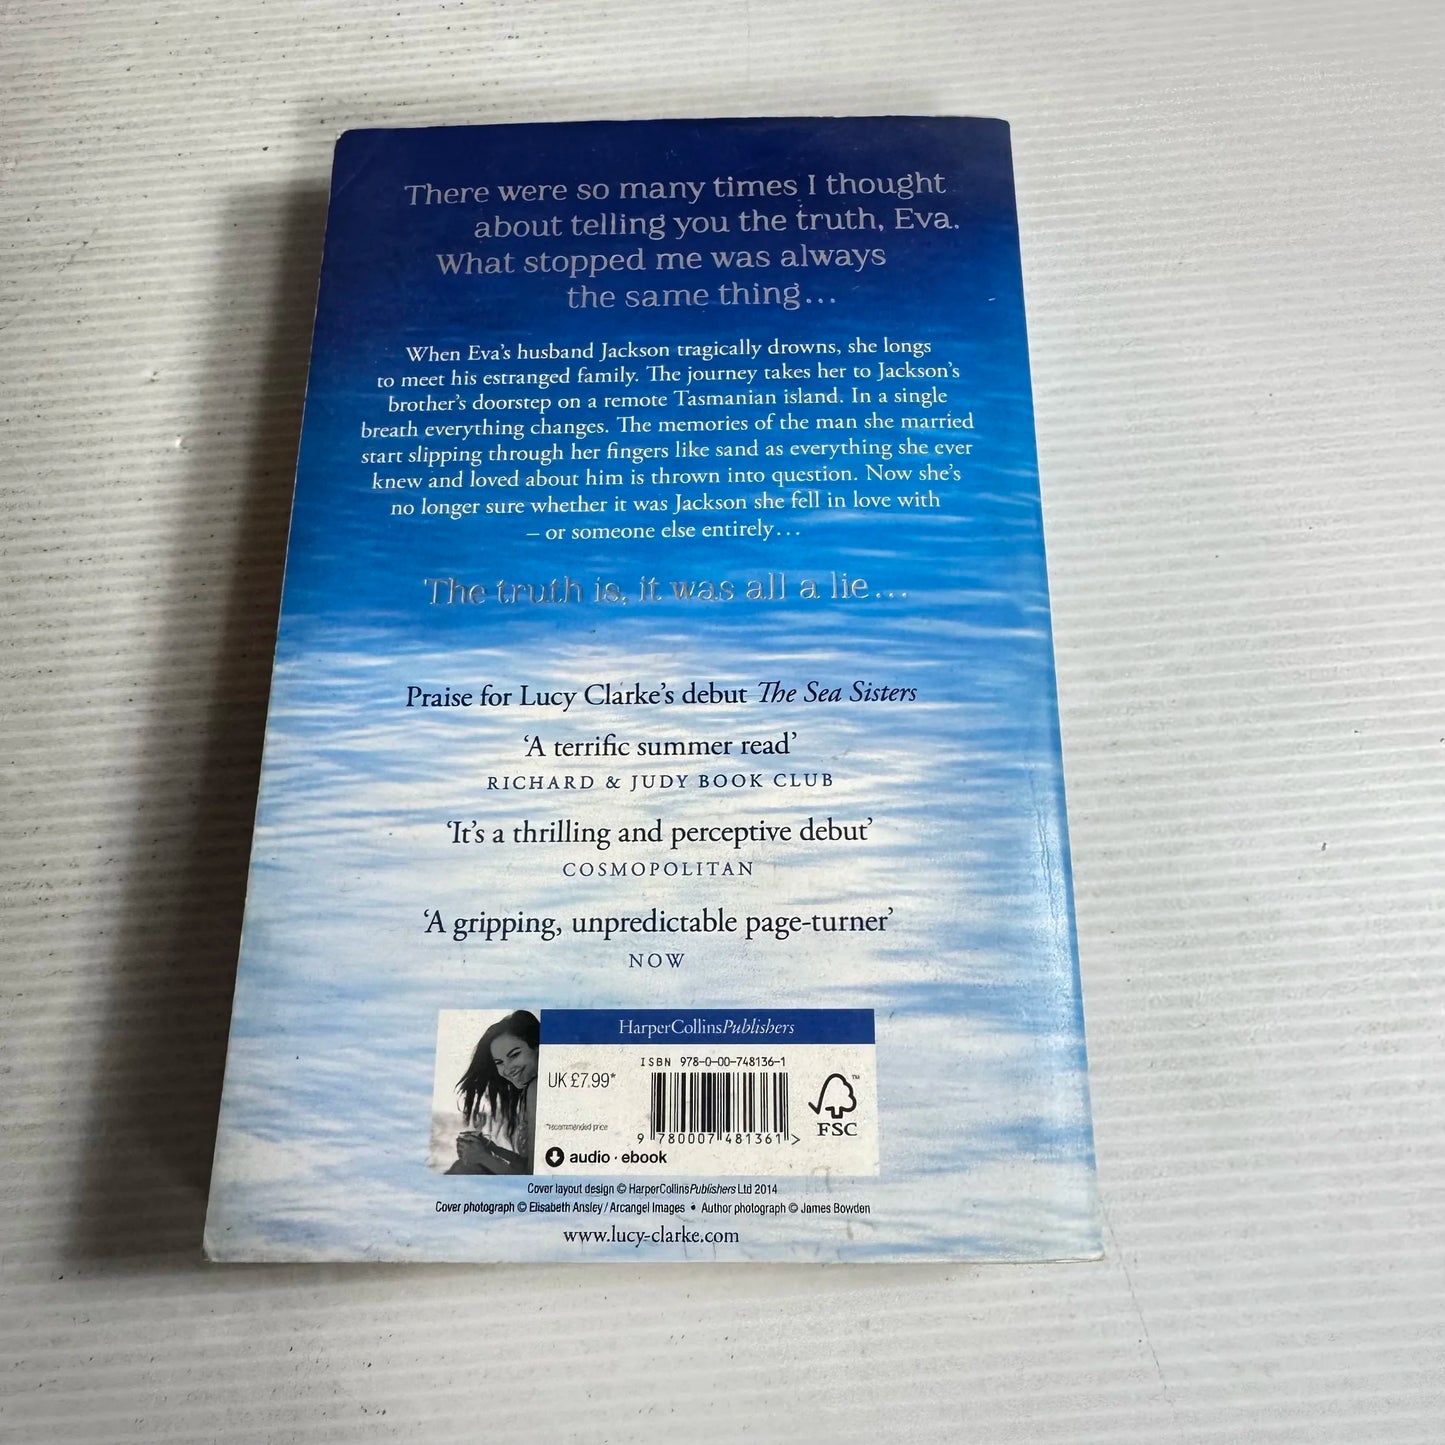 There were so many times I thought
about telling you the truth, Eva.
What stopped me was always
the same thing...
When Eva's husband Jackson tragically drowns, she longs
to meet his estranged family. The journey takes her to Jackson's
brother's doorstep on a remote Tasmanian island. In a single
breath everything changes. The memories of the man she married
start slipping through her fingers like sand as everything she ever
knew and loved about him is thrown into question. Now she's
no longer sure whether it was Jackson she fell in love with
– or someone else entirely...
The truth is, it was all a lie...
Praise for Lucy Clarke's debut The Sea Sisters
'A terrific summer read'
RICHARD & JUDY BOOK CLUB
'It's a thrilling and perceptive debut'
COSMOPOLITAN
'A gripping, unpredictable page-turner'
NOW
HarperCollinsPublishers
ISBN 978-0-00-748136-1
UK £7.99*
*recommended price
9 780007 481361 >
FSC
™
audio · ebook
Cover layout design © HarperCollinsPublishers Ltd 2014
Cover photograph © Elisabeth Ansley / Arcangel Images • Author photograph © James Bowden
www.lucy-clarke.com